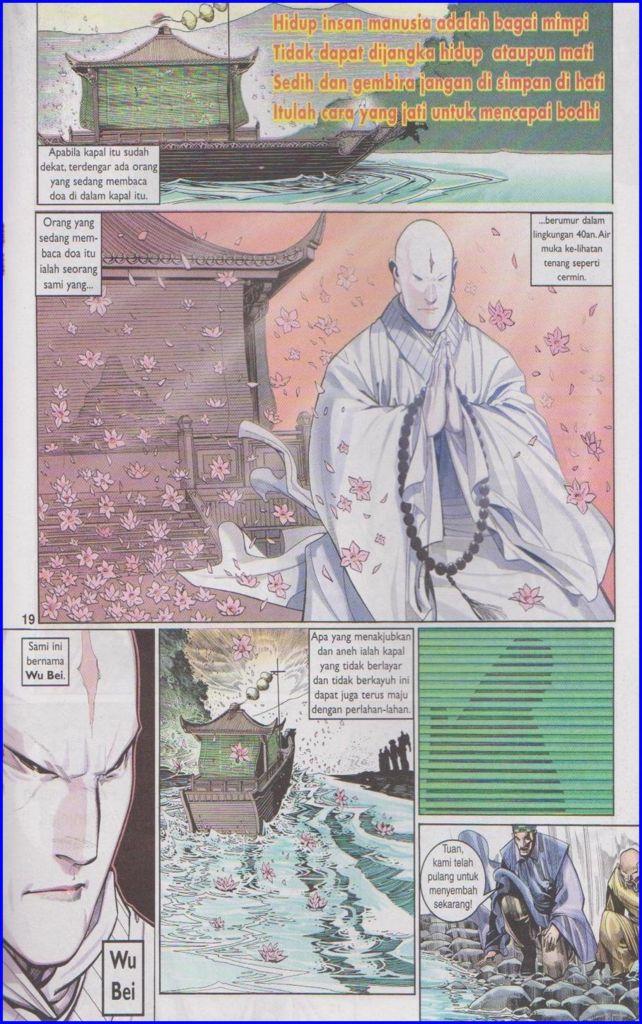 Hidup insan manusia adalah bagai mimpi
Tidak dapat dijangka hidup ataupun mati
Sedih dan gembira jangan di simpan di hati
Itulah cara yang jati untuk mencapai bodhi
Apabila kapal itu sudah
dekat, terdengar ada orang
yang sedang membaca
doa di dalam kapal itu.
Orang yang
sedang mem-
baca doa itu
ialah seorang
sami yang...
...berumur dalam
lingkungan 40an. Air
muka ke-lihatan
tenang seperti
cermin.
19
Sami ini
bernama
Wu Bei.
Wu
Bei
Apa yang menakjubkan
dan aneh ialah kapal
yang tidak berlayar
dan tidak berkayuh ini
dapat juga terus maju
dengan perlahan-lahan.
Tuan,
kami telah
pulang untuk
menyembah
sekarang!